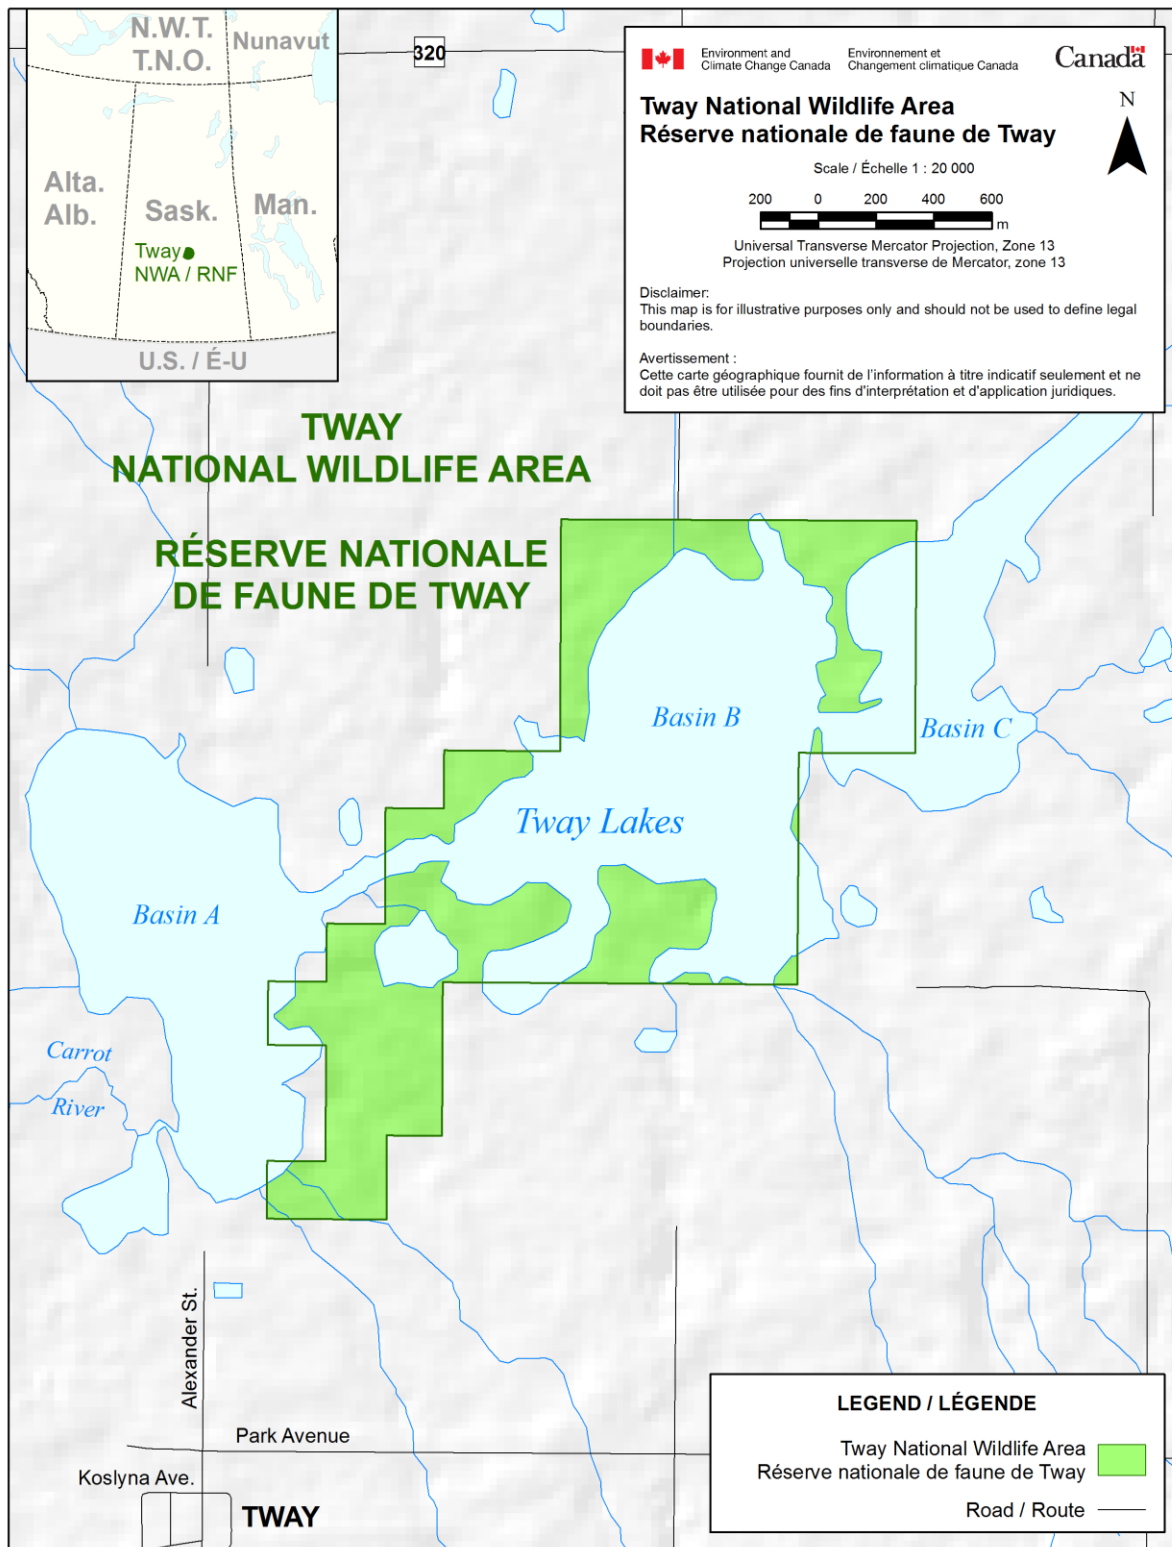 N.W.T.
T.N.O.
Nunavut
Alta.
Alb.
Sask.
Man.
Tway
NWA / RNF
U.S. / É-U
320
Environment and
Climate Change Canada
Environnement et
Changement climatique Canada
Canada
Tway National Wildlife Area
Réserve nationale de faune de Tway
N
Scale / Échelle 1 : 20 000
200 0 200 400 600
m
Universal Transverse Mercator Projection, Zone 13
Projection universelle transverse de Mercator, zone 13
Disclaimer:
This map is for illustrative purposes only and should not be used to define legal
boundaries.
Avertissement :
Cette carte géographique fournit de l'information à titre indicatif seulement et ne
doit pas être utilisée pour des fins d'interprétation et d'application juridiques.
TWAY
NATIONAL WILDLIFE AREA
RÉSERVE NATIONALE
DE FAUNE DE TWAY
Basin B
Basin C
Tway Lakes
Basin A
Carrot
River
Alexander St.
Park Avenue
Koslyna Ave.
TWAY
LEGEND / LÉGENDE
Tway National Wildlife Area
Réserve nationale de faune de Tway
Road / Route